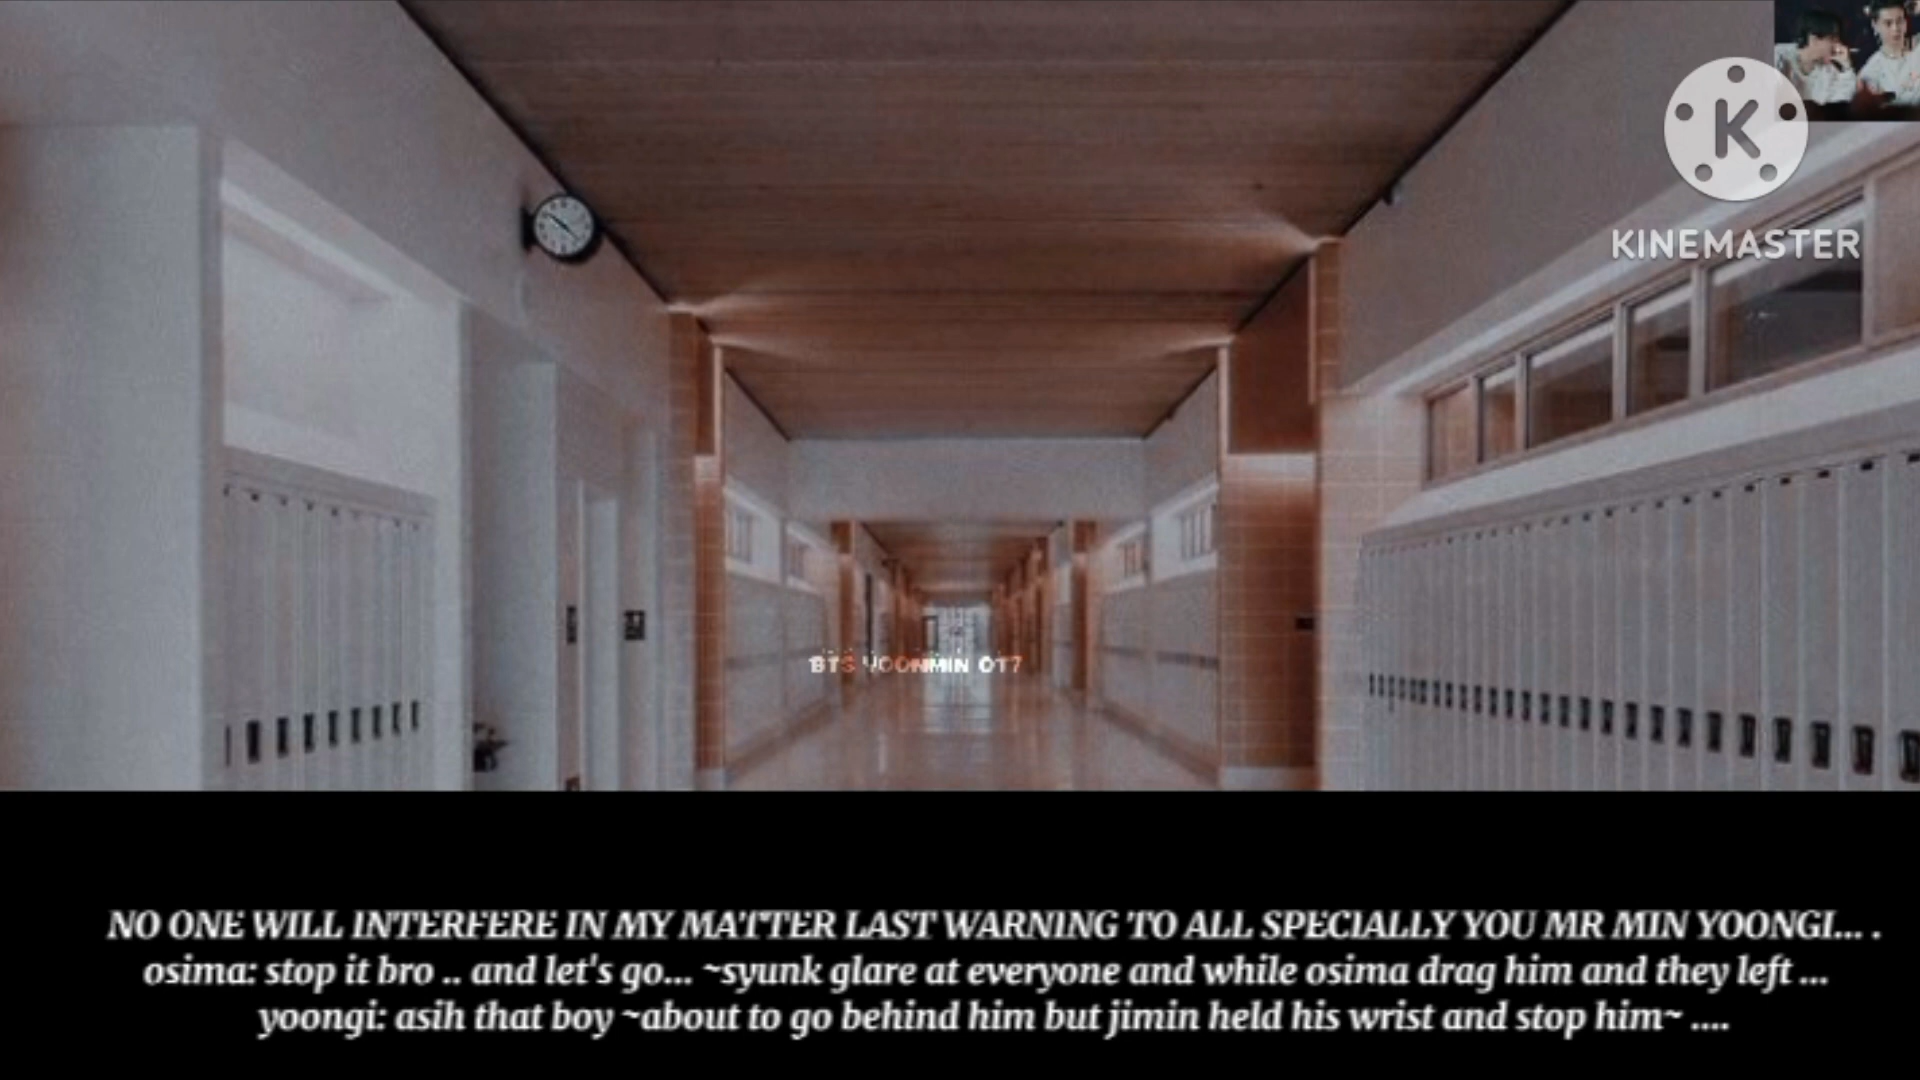 K
KINEMASTER
BTS YOONMIN OT7
NO ONE WILL INTERFERE IN MY MATTER LAST WARNING TO ALL SPECIALLY YOU MR MIN YOONGI... .
osima: stop it bro .. and let's go... ~syunk glare at everyone and while osima drag him and they left ...
yoongi: asih that boy ~about to go behind him but jimin held his wrist and stop him~ ....